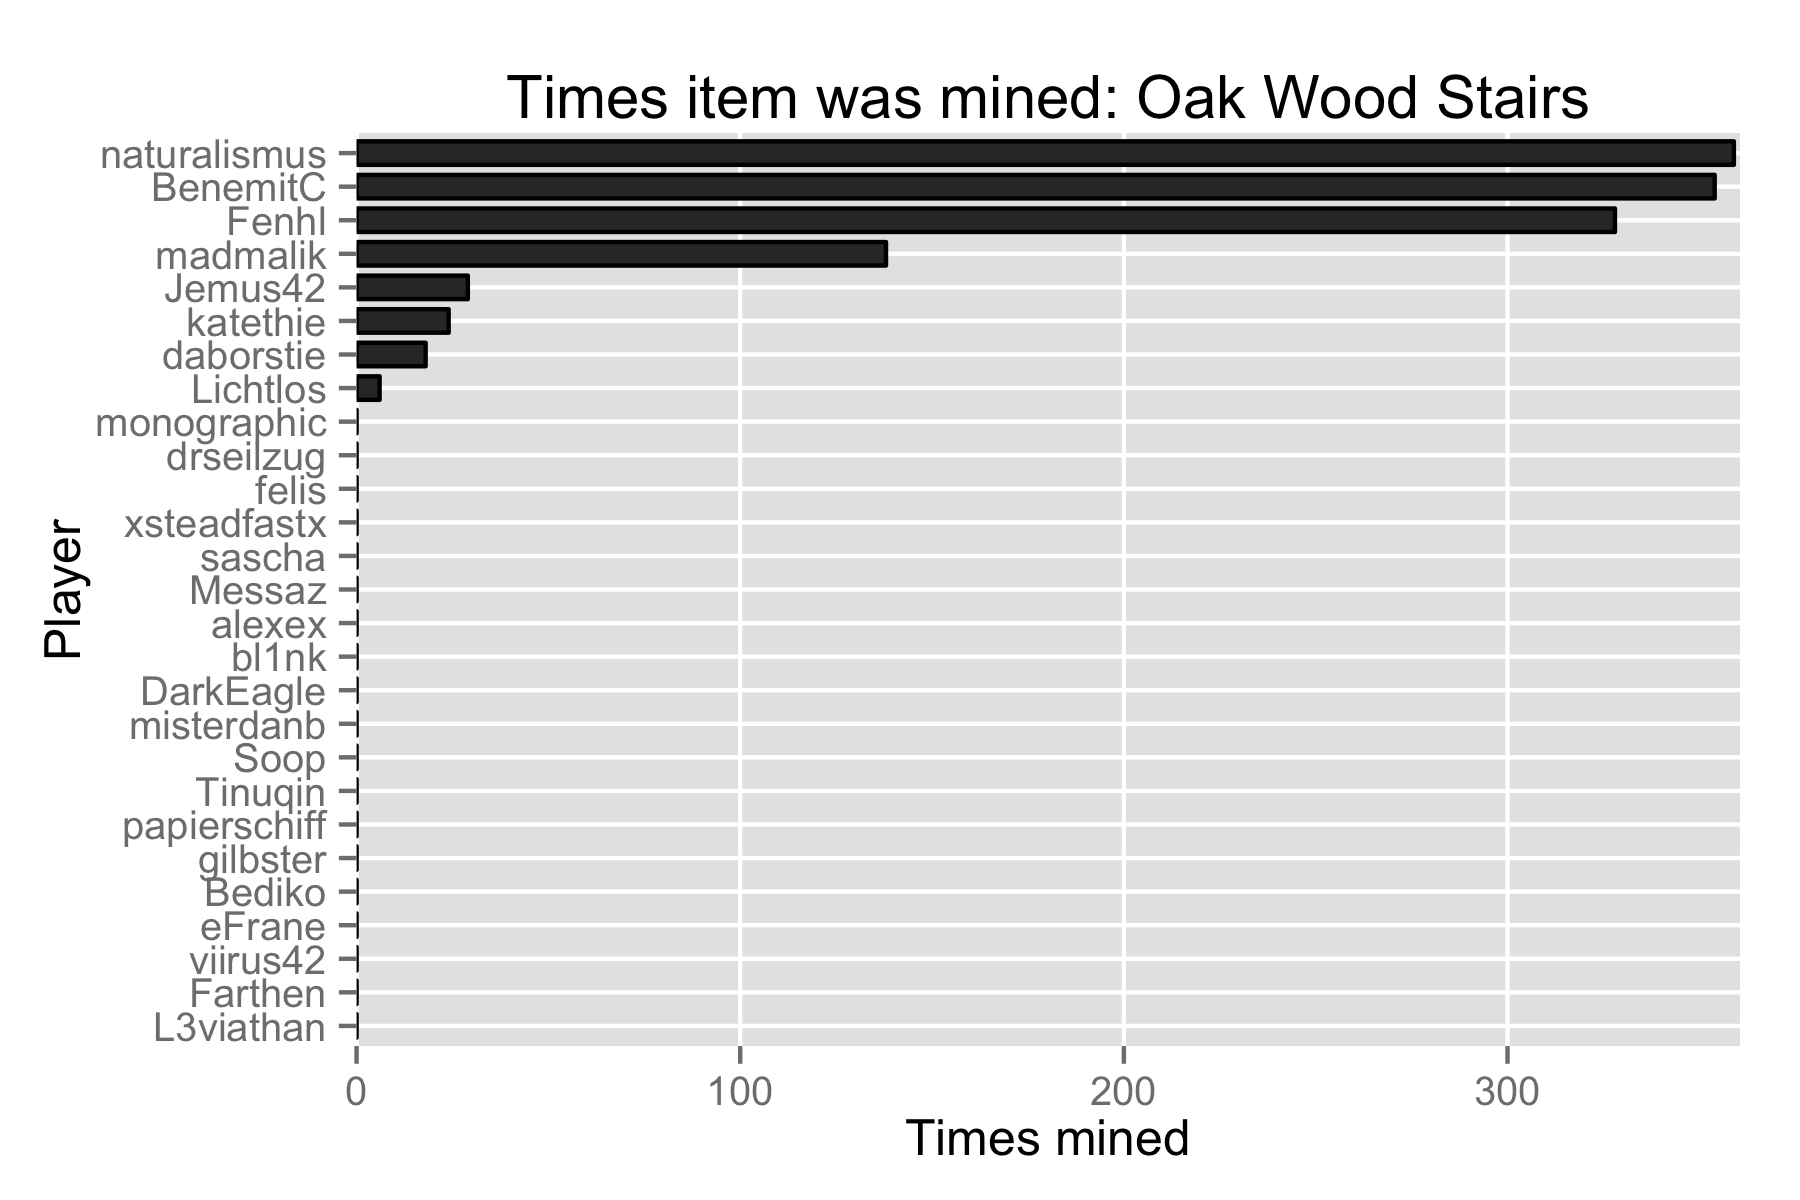 Times item was mined: Oak Wood Stairs
naturalismus
BenemitC
Fenhl
madmalik
Jemus42
katethie
daborstie
Lichtlos
monographic
drseilzug
felis
xsteadfastx
sascha
Messaz
alexex
bl1nk
DarkEagle
misterdanb
Soop
Tinuqin
papierschiff
gilbster
Bediko
eFrane
viirus42
Farthen
L3viathan
Player
0 100 200 300
Times mined